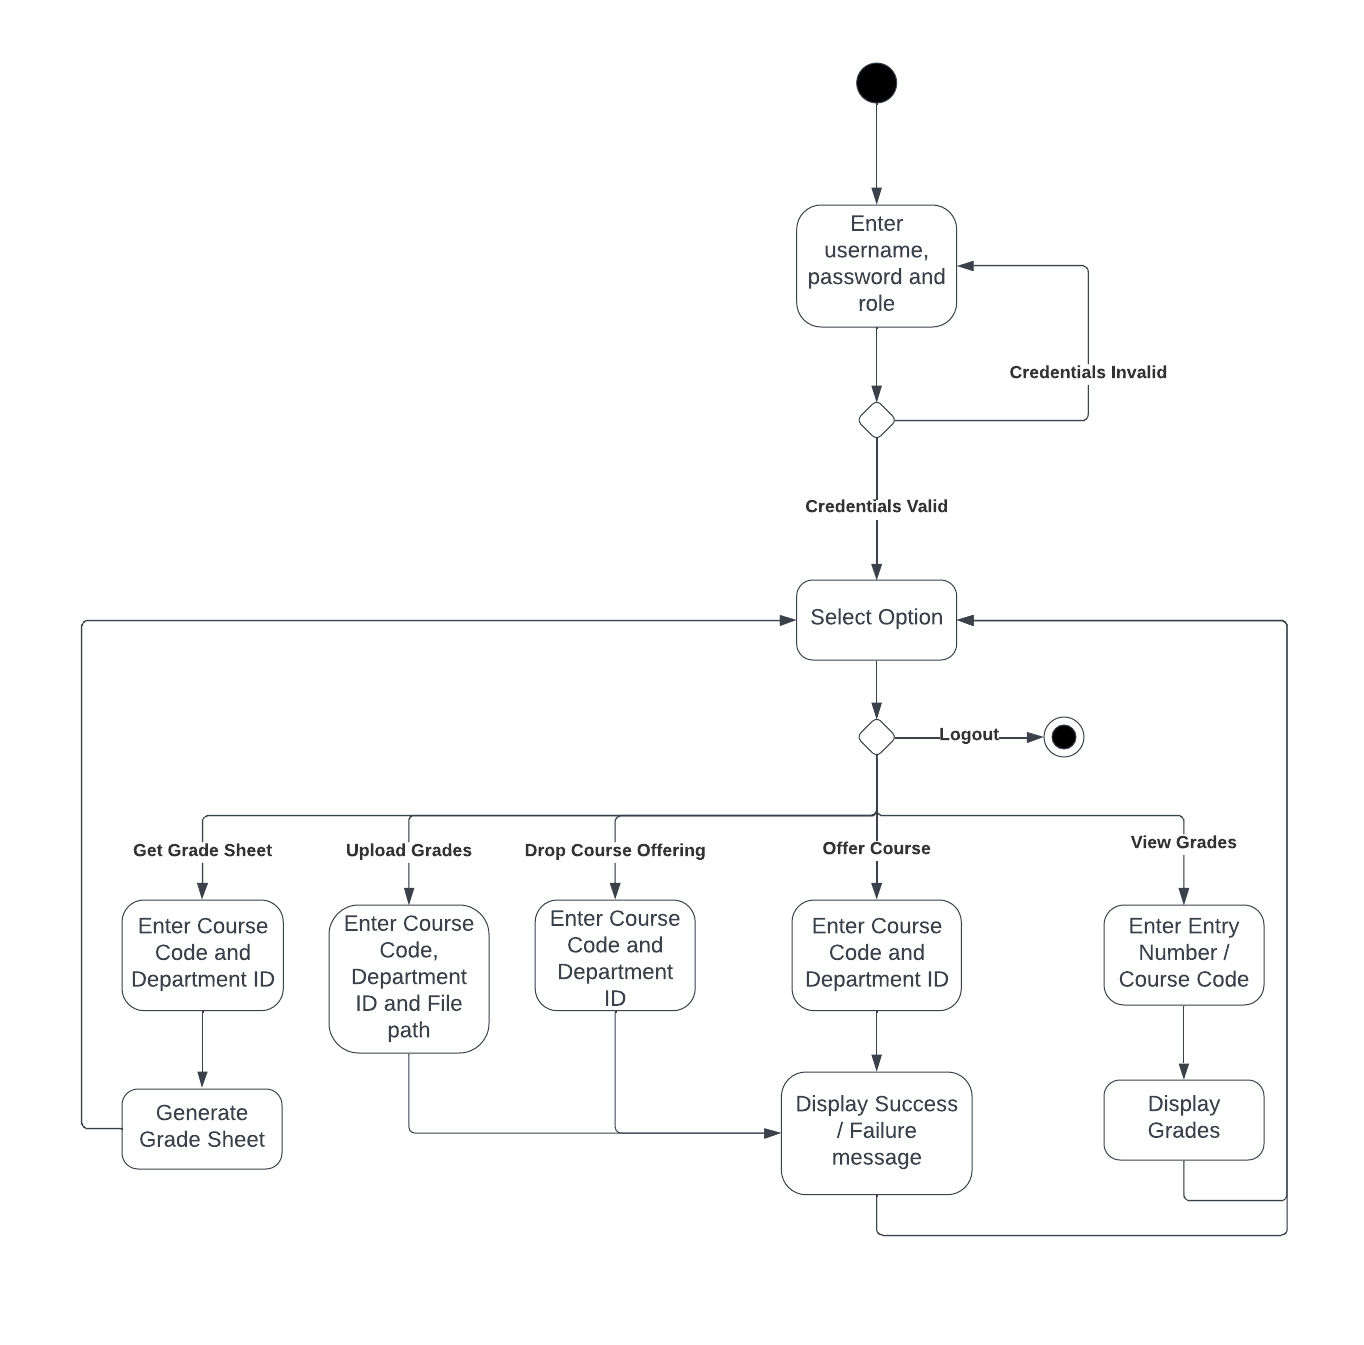 Enter
username,
password and
role
Credentials Invalid
Credentials Valid
Select Option
Logout
Get Grade Sheet
Upload Grades
Drop Course Offering
Offer Course
View Grades
Enter Course
Code and
Department ID
Enter Course
Code,
Department
ID and File
path
Enter Course
Code and
Department
ID
Enter Course
Code and
Department ID
Enter Entry
Number /
Course Code
Generate
Grade Sheet
Display Success
/ Failure
message
Display
Grades